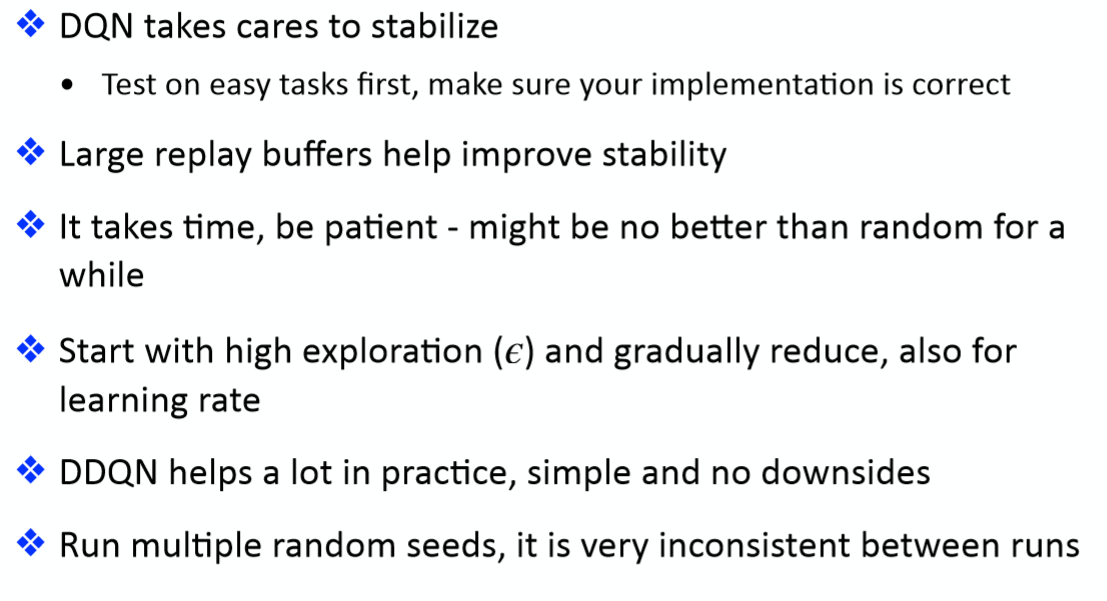 ❖ DQN takes cares to stabilize
• Test on easy tasks first, make sure your implementation is correct
❖ Large replay buffers help improve stability
❖ It takes time, be patient - might be no better than random for a
while
❖ Start with high exploration (ϵ) and gradually reduce, also for
learning rate
❖ DDQN helps a lot in practice, simple and no downsides
❖ Run multiple random seeds, it is very inconsistent between runs